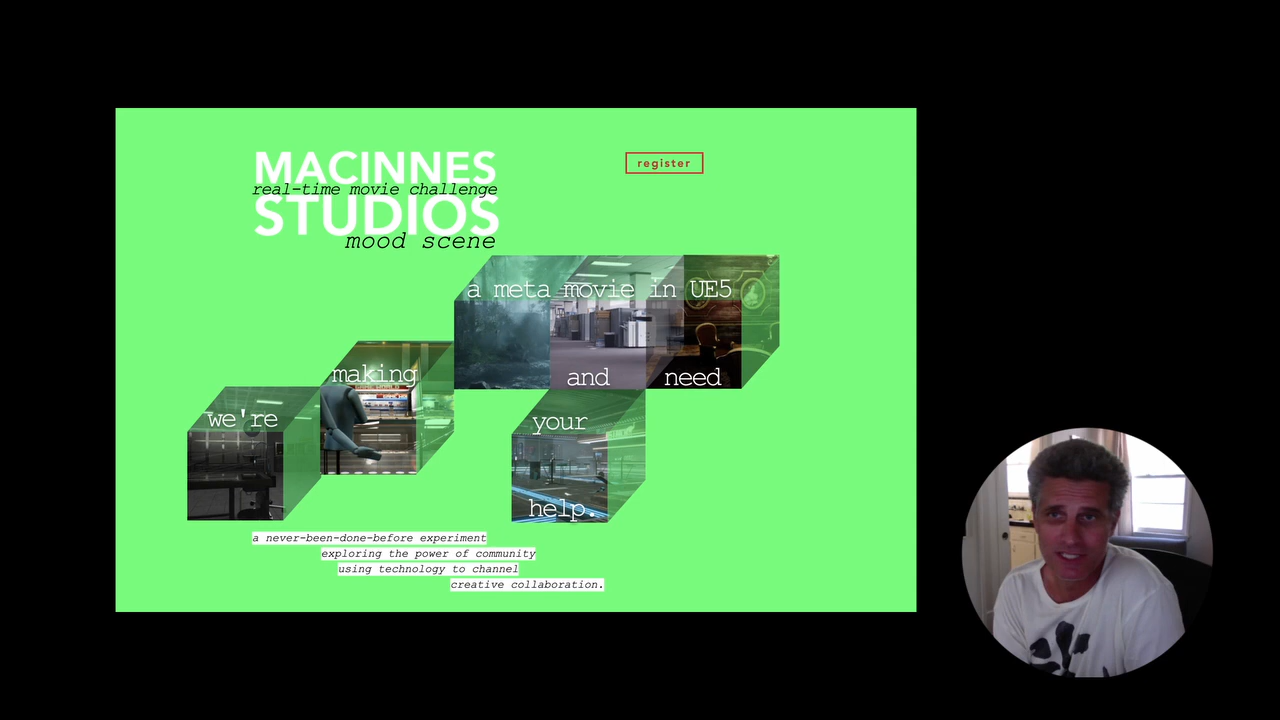 MACINNES
real-time movie challenge
STUDIOS
mood scene
register
a meta movie in UE5
making
and need
we're
your
help.
a never-been-done-before experiment
exploring the power of community
using technology to channel
creative collaboration.